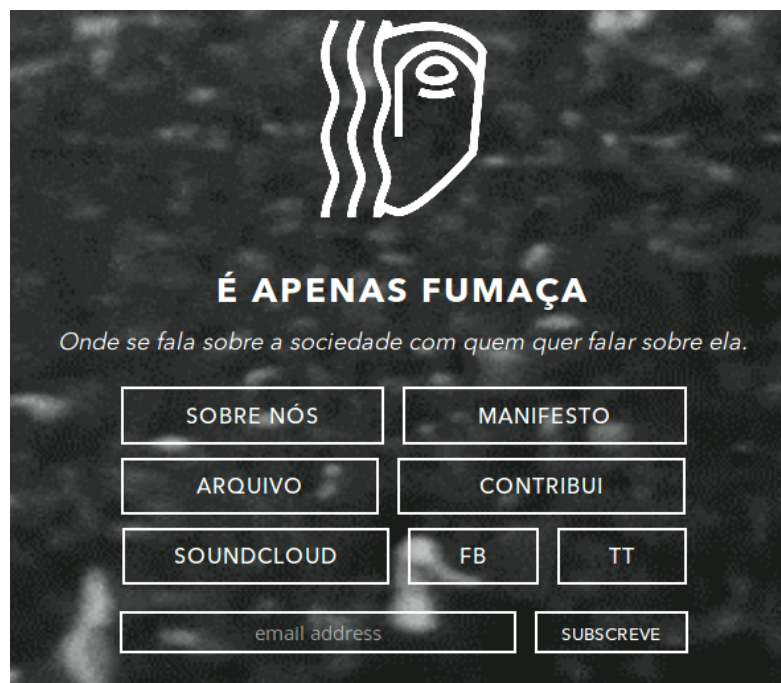 É APENAS FUMAÇA
Onde se fala sobre a sociedade com quem quer falar sobre ela.
SOBRE NÓS MANIFESTO
ARQUIVO CONTRIBUI
SOUNDCLOUD FB TT
email address SUBSCREVE